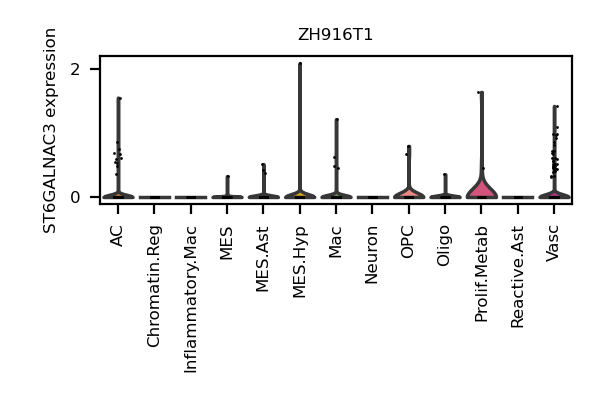 ZH916T1
ST6GALNAC3 expression
2
0
AC
Chromatin.Reg
Inflammatory.Mac
MES
MES.Ast
MES.Hyp
Mac
Neuron
OPC
Oligo
Prolif.Metab
Reactive.Ast
Vasc